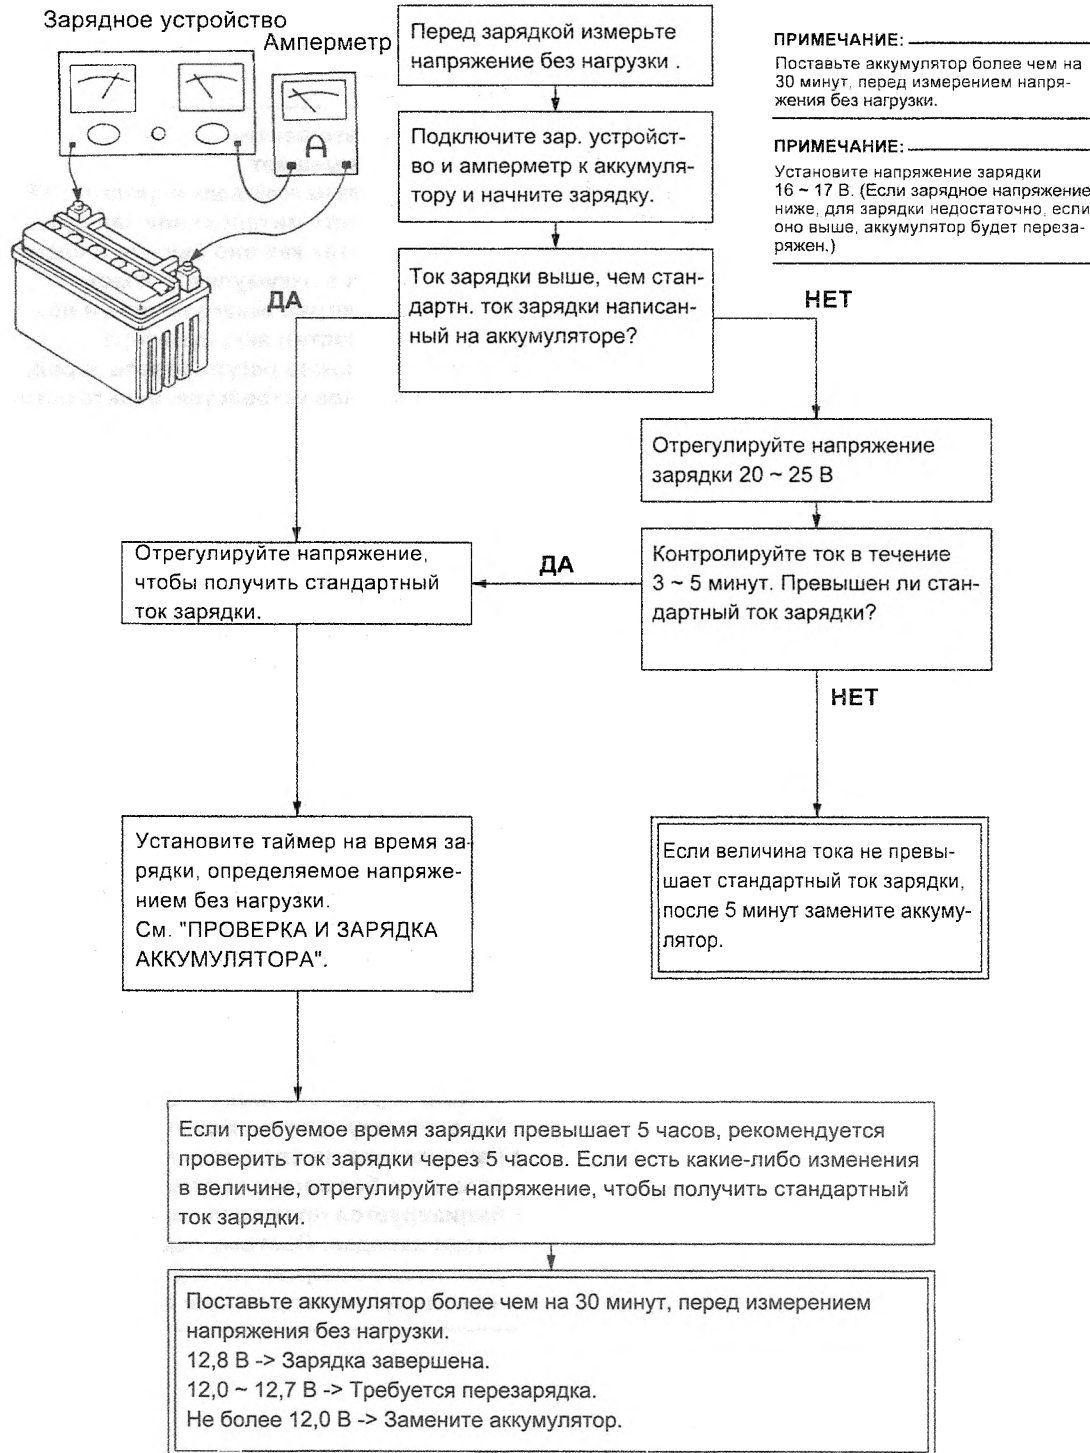 Зарядное устройство
Амперметр
A
Перед зарядкой измерьте
напряжение без нагрузки .
ПРИМЕЧАНИЕ:
Поставьте аккумулятор более чем на
30 минут, перед измерением напря-
жения без нагрузки.
Подключите зар. устройст-
во и амперметр к аккумуля-
тору и начните зарядку.
ПРИМЕЧАНИЕ:
Установите напряжение зарядки
16 ~ 17 В. (Если зарядное напряжение
ниже, для зарядки недостаточно, если
оно выше, аккумулятор будет переза-
ряжен.)
Ток зарядки выше, чем стан-
дартн. ток зарядки написан-
ный на аккумуляторе?
ДА
НЕТ
Отрегулируйте напряжение
зарядки 20 ~ 25 В
Контролируйте ток в течение
3 ~ 5 минут. Превышен ли стан-
дартный ток зарядки?
ДА
Отрегулируйте напряжение,
чтобы получить стандартный
ток зарядки.
НЕТ
Установите таймер на время за-
рядки, определяемое напряже-
нием без нагрузки.
См. "ПРОВЕРКА И ЗАРЯДКА
АККУМУЛЯТОРА".
Если величина тока не превы-
шает стандартный ток зарядки,
после 5 минут замените аккуму-
лятор.
Если требуемое время зарядки превышает 5 часов, рекомендуется
проверить ток зарядки через 5 часов. Если есть какие-либо изменения
в величине, отрегулируйте напряжение, чтобы получить стандартный
ток зарядки.
Поставьте аккумулятор более чем на 30 минут, перед измерением
напряжения без нагрузки.
12,8 В -> Зарядка завершена.
12,0 ~ 12,7 В -> Требуется перезарядка.
Не более 12,0 В -> Замените аккумулятор.